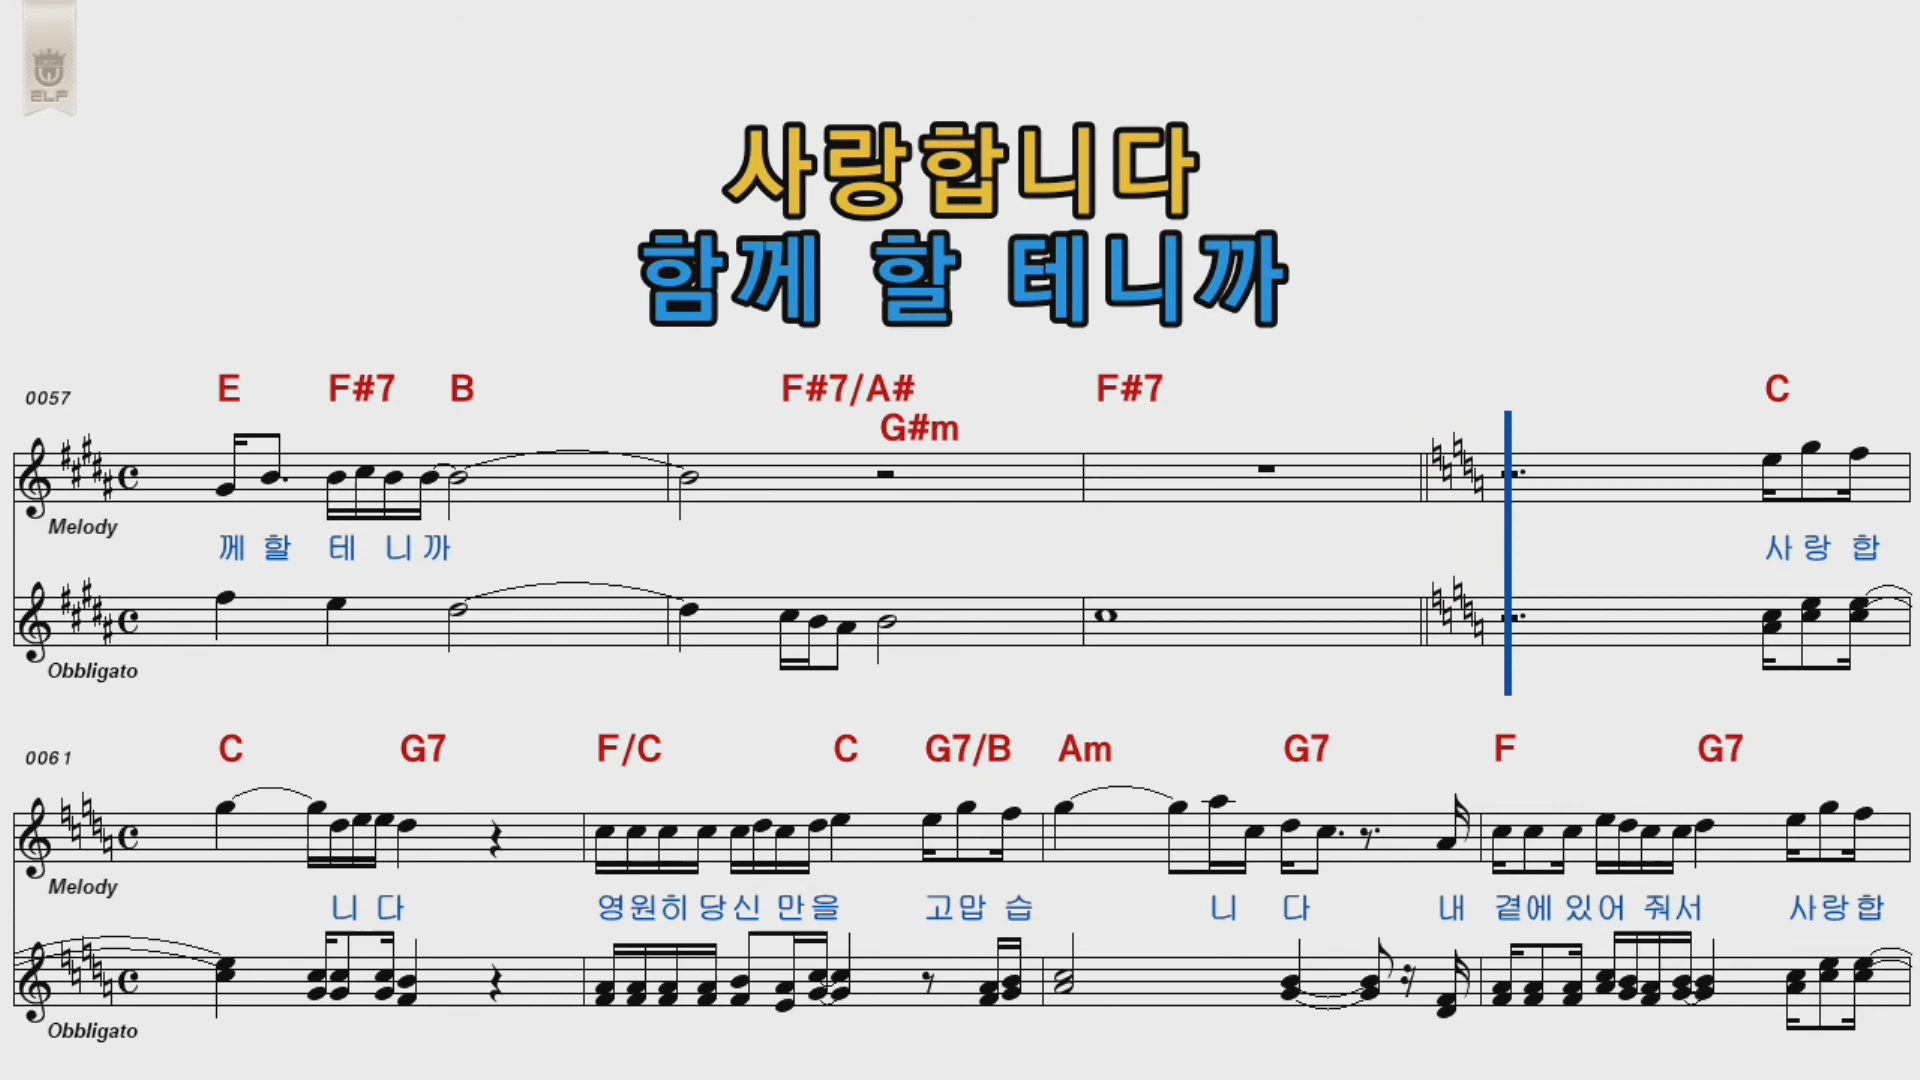 ELF
사랑합니다
함께 할 테니까
0057 E F#7 B F#7/A# G#m F#7 C
Melody
께 할 테 니 까 사 랑 합
Obbligato
0061 C G7 F/C C G7/B Am G7 F G7
Melody
니 다 영원히 당신 만을 고맙 습 니 다 내 곁에 있어 줘서 사랑합
Obbligato